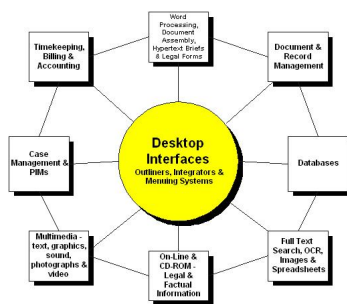 Word
Processing,
Document
Assembly,
Hypertext Briefs
& Legal Forms
Timekeeping,
Billing &
Accounting
Document &
Record
Management
Desktop
Interfaces
Outliners, Integrators &
Menuing Systems
Case
Management &
PIMs
Databases
Multimedia -
text, graphics,
sound,
photographs &
video
On-Line &
CD-ROM -
Legal &
Factual
Information
Full Text
Search, OCR,
Images &
Spreadsheets